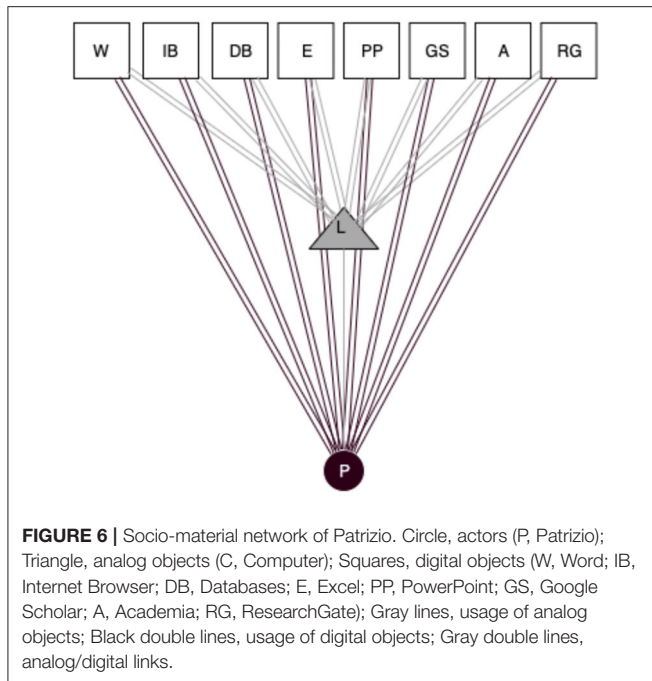 W IB DB E PP GS A RG
L
P
FIGURE 6 | Socio-material network of Patrizio. Circle, actors (P, Patrizio);
Triangle, analog objects (C, Computer); Squares, digital objects (W, Word; IB,
Internet Browser; DB, Databases; E, Excel; PP, PowerPoint; GS, Google
Scholar; A, Academia; RG, ResearchGate); Gray lines, usage of analog
objects; Black double lines, usage of digital objects; Gray double lines,
analog/digital links.